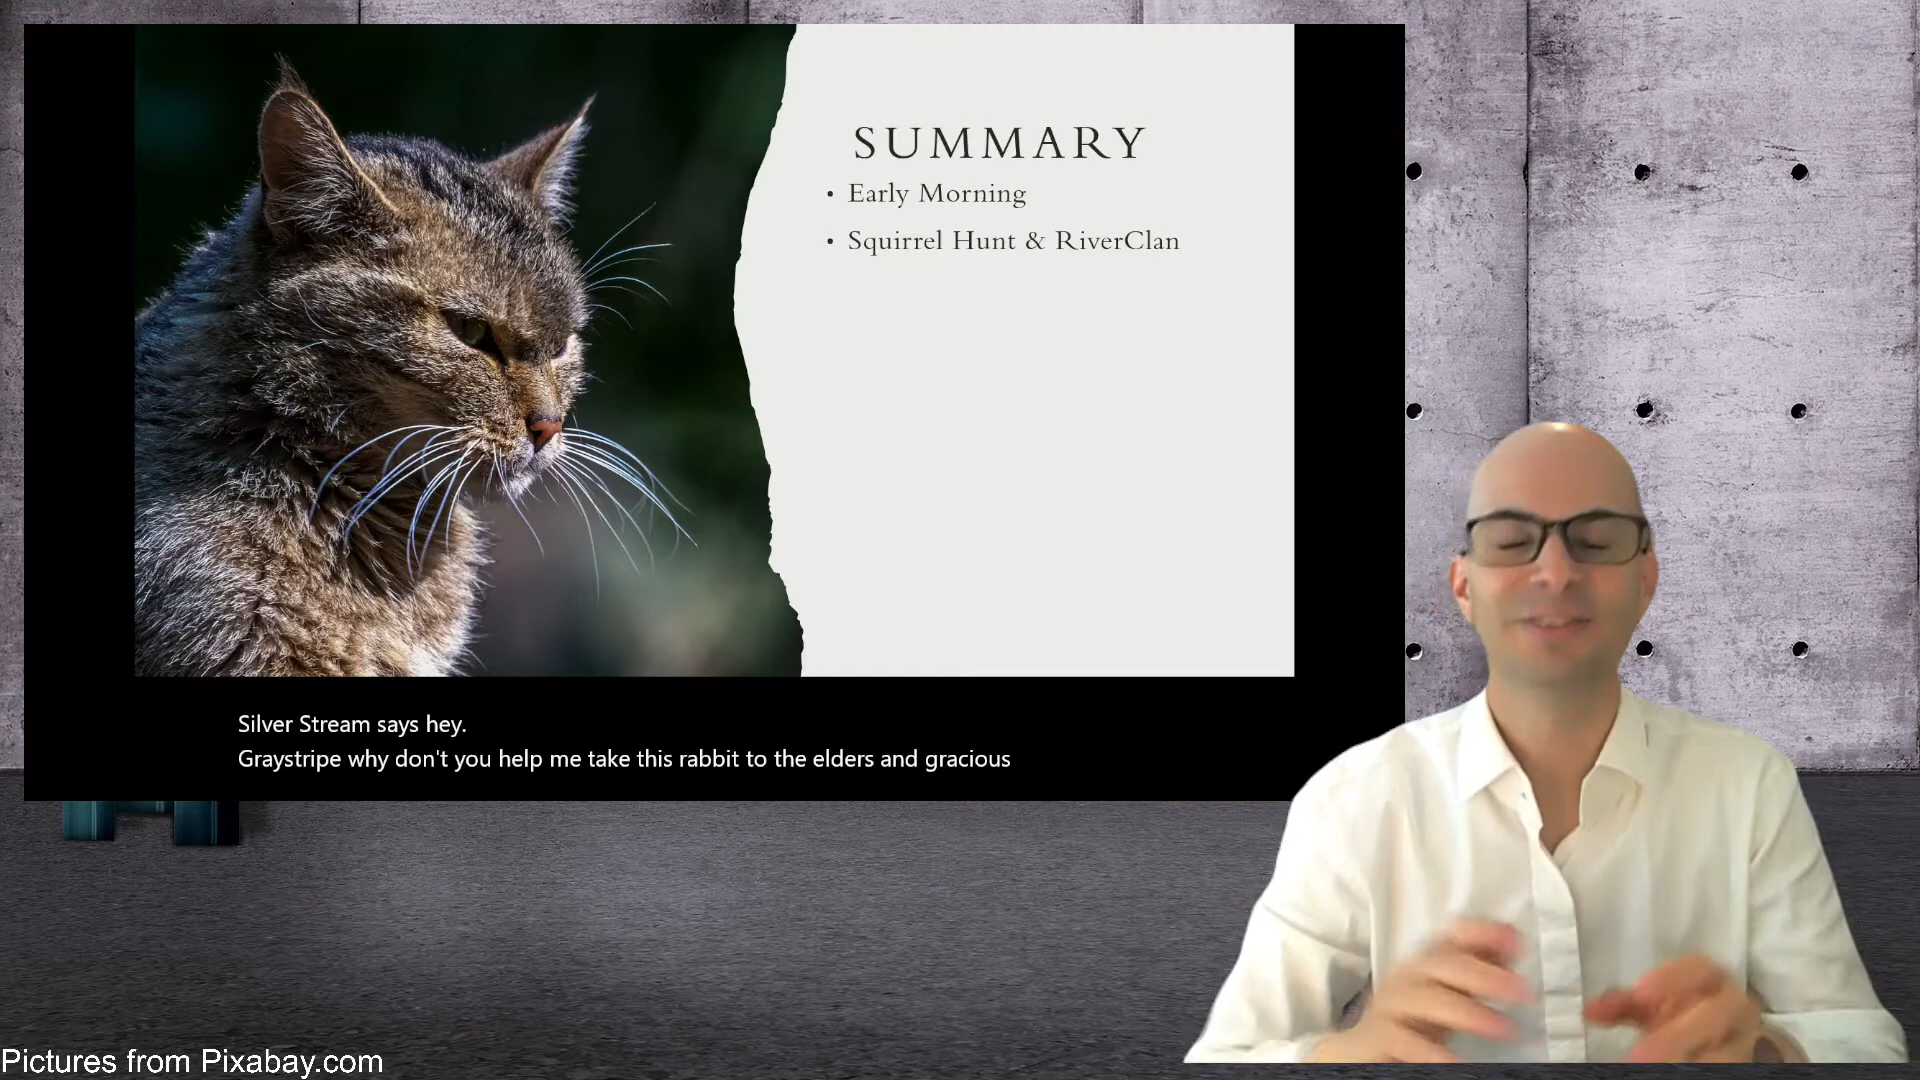 SUMMARY
• Early Morning
• Squirrel Hunt & RiverClan
Silver Stream says hey.
Graystripe why don't you help me take this rabbit to the elders and gracious
Pictures from Pixabay.com